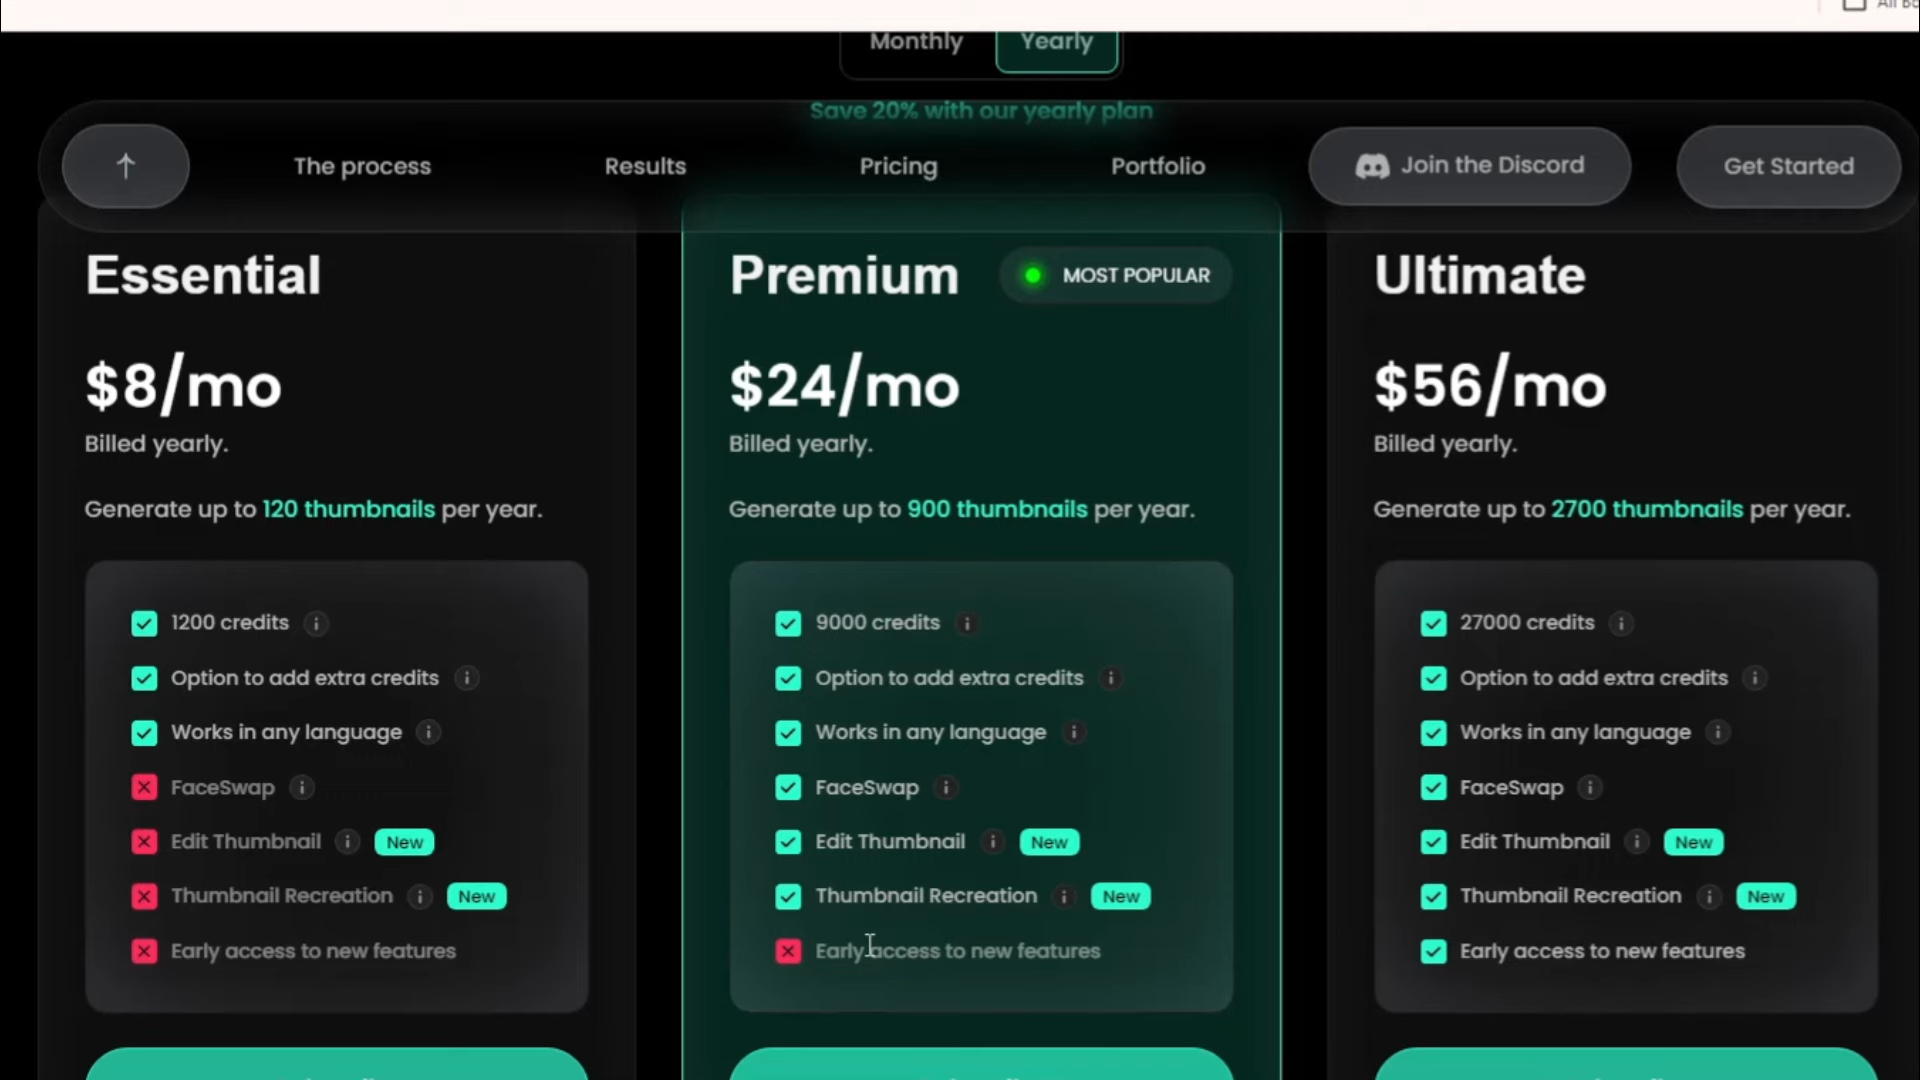 All Bo
Monthly
Yearly
Save 20% with our yearly plan
The process
Results
Pricing
Portfolio
Join the Discord
Get Started
Essential
$8/mo
Billed yearly.
Generate up to 120 thumbnails per year.
1200 credits
Option to add extra credits
Works in any language
FaceSwap
Edit Thumbnail New
Thumbnail Recreation New
Early access to new features
Premium
MOST POPULAR
$24/mo
Billed yearly.
Generate up to 900 thumbnails per year.
9000 credits
Option to add extra credits
Works in any language
FaceSwap
Edit Thumbnail New
Thumbnail Recreation New
Early access to new features
Ultimate
$56/mo
Billed yearly.
Generate up to 2700 thumbnails per year.
27000 credits
Option to add extra credits
Works in any language
FaceSwap
Edit Thumbnail New
Thumbnail Recreation New
Early access to new features